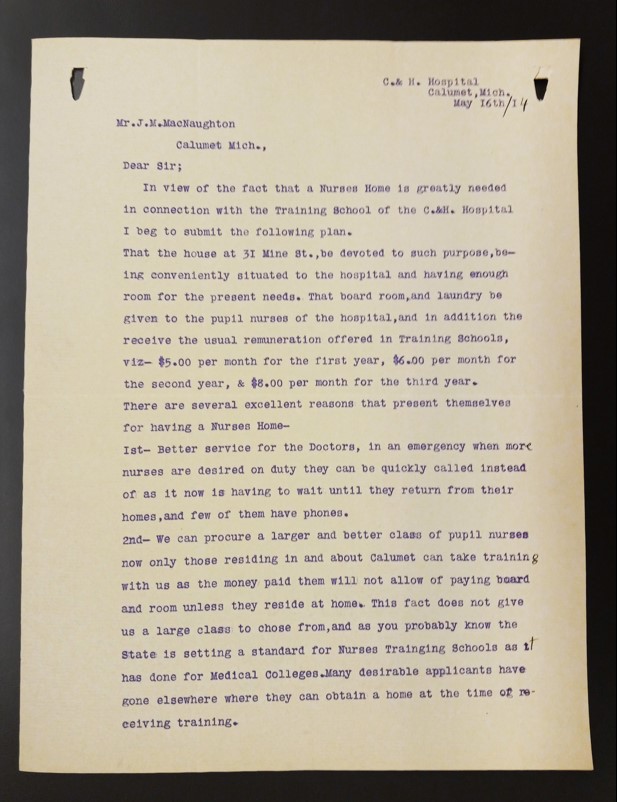 C.& H. Hospital
Calumet,Mich.
May I6th/14
Mr.J.M.MacNaughton
Calumet Mich.,
Dear Sir;
In view of the fact that a Nurses Home is greatly needed
in connection with the Training School of the C.&H. Hospital
I beg to submit the following plan.
That the house at 3I Mine St.,be devoted to such purpose,be-
ing conveniently situated to the hospital and having enough
room for the present needs. That board room,and laundry be
given to the pupil nurses of the hospital,and in addition the
receive the usual remuneration offered in Training Schools,
viz- $5.00 per month for the first year, $6.00 per month for
the second year, & $8.00 per month for the third year.
There are several excellent reasons that present themselves
for having a Nurses Home-
Ist- Better service for the Doctors, in an emergency when more
nurses are desired on duty they can be quickly called instead
of as it now is having to wait until they return from their
homes,and few of them have phones.
2nd- We can procure a larger and better class of pupil nurses
now only those residing in and about Calumet can take training
with us as the money paid them will not allow of paying board
and room unless they reside at home. This fact does not give
us a large class to chose from,and as you probably know the
State is setting a standard for Nurses Trainging Schools as it
has done for Medical Colleges.Many desirable applicants have
gone elsewhere where they can obtain a home at the time of re-
ceiving training.